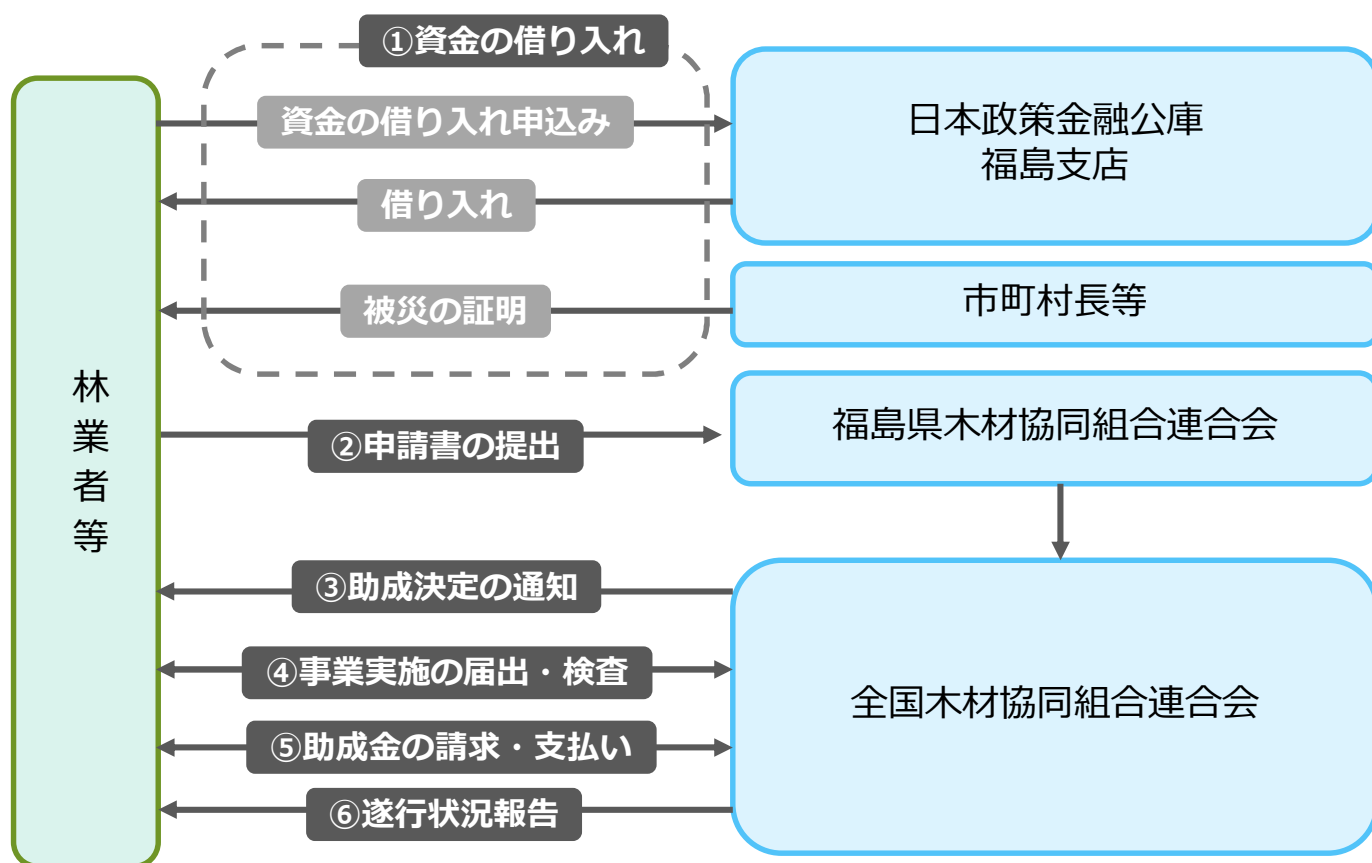 ①資金の借り入れ
資金の借り入れ申込み
日本政策金融公庫
福島支店
借り入れ
被災の証明
市町村長等
林業者等
②申請書の提出
福島県木材協同組合連合会
③助成決定の通知
④事業実施の届出・検査
全国木材協同組合連合会
⑤助成金の請求・支払い
⑥遂行状況報告